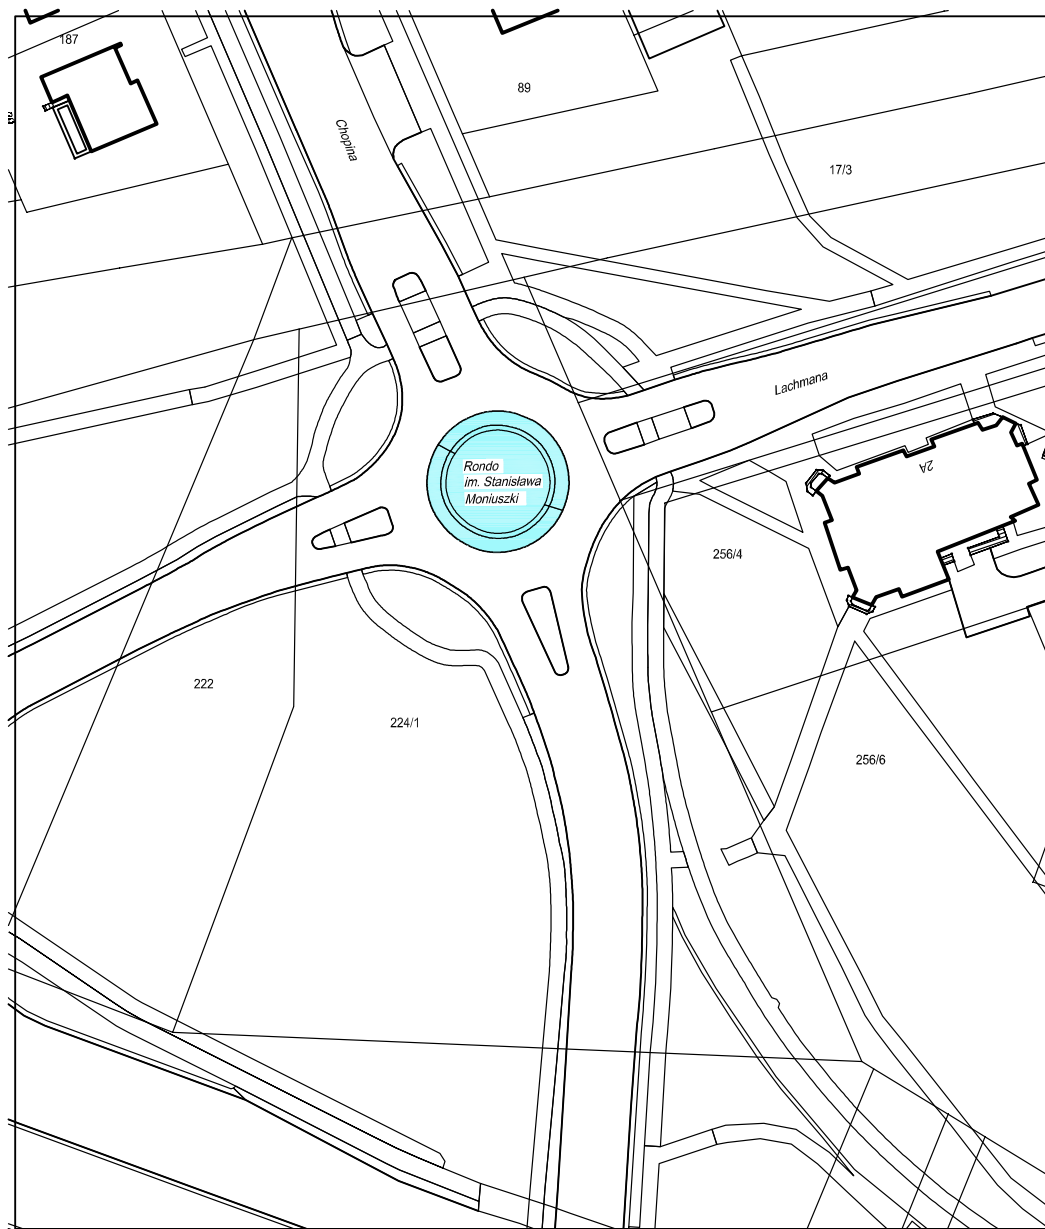 187
89
Chopina
17/3
Lachmana
Rondo
im. Stanisława
Moniuszki
2A
256/4
222
224/1
256/6